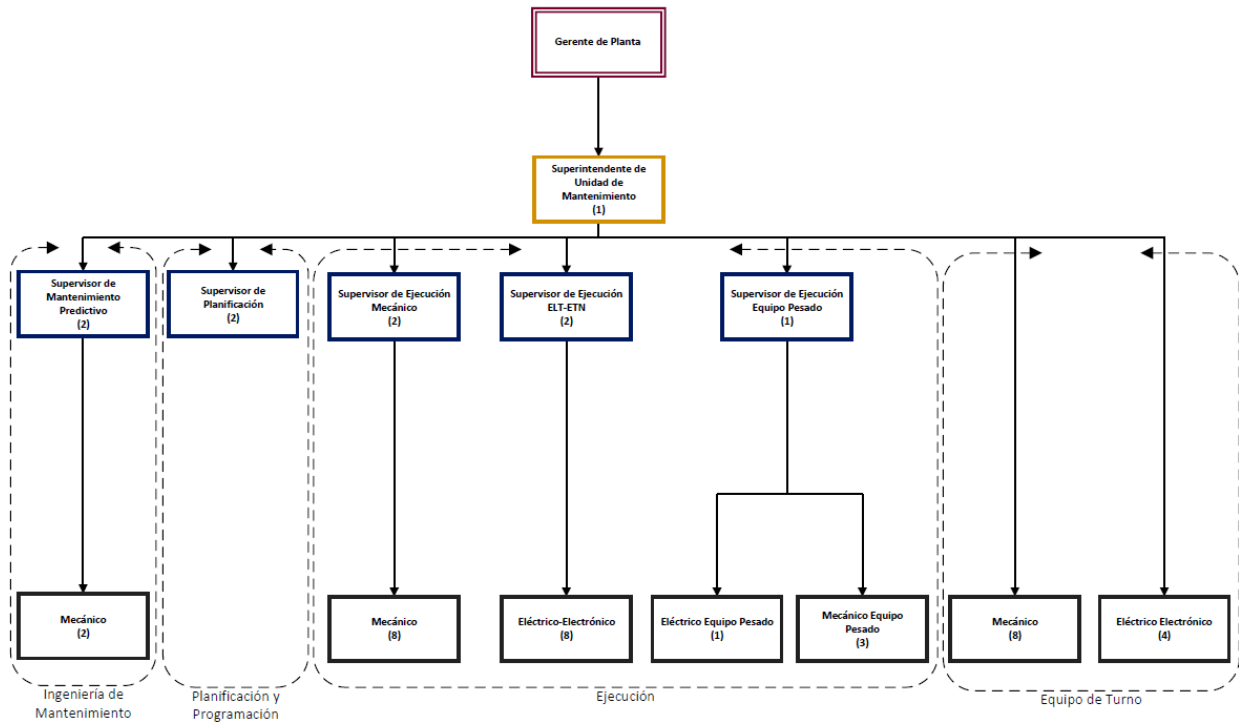 Gerente de Planta
Superintendente de
Unidad de
Mantenimiento
(1)
Supervisor de
Mantenimiento
Predictivo
(2)
Supervisor de
Planificación
(2)
Supervisor de Ejecución
Mecánico
(2)
Supervisor de Ejecución
ELT-ETN
(2)
Supervisor de Ejecución
Equipo Pesado
(1)
Mecánico
(2)
Mecánico
(8)
Eléctrico-Electrónico
(8)
Eléctrico Equipo Pesado
(1)
Mecánico Equipo
Pesado
(3)
Mecánico
(8)
Eléctrico Electrónico
(4)
Ingeniería de
Mantenimiento
Planificación y
Programación
Ejecución
Equipo de Turno